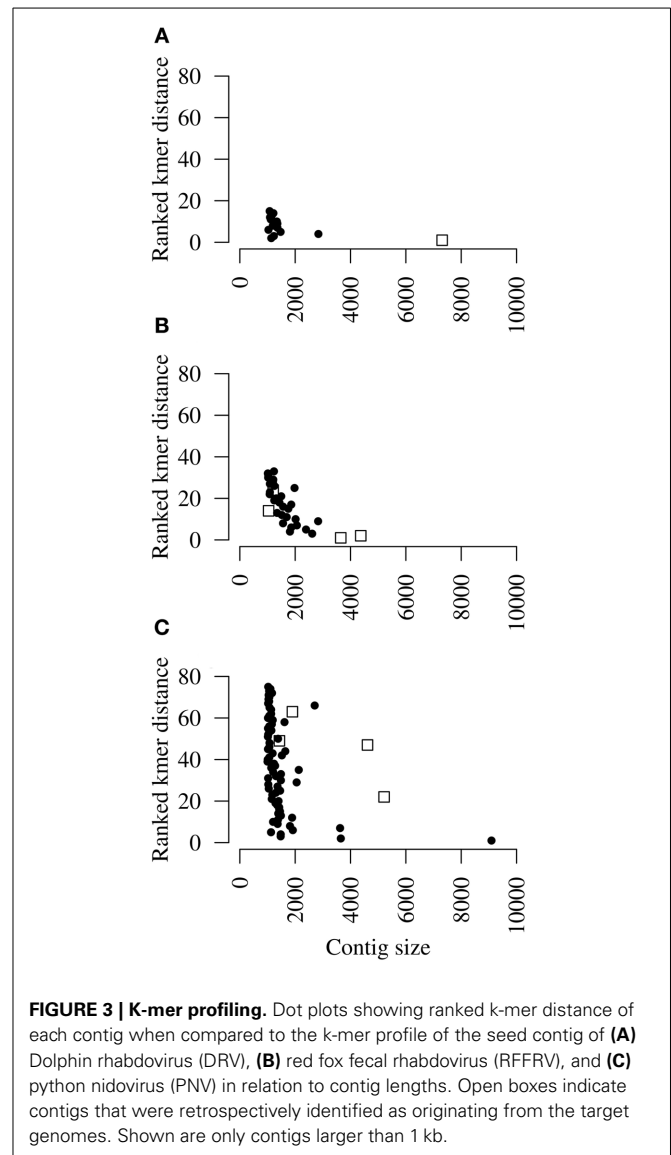 A
80
60
40
20
0
Ranked kmer distance
0
2000
4000
6000
8000
10000
B
80
60
40
20
0
Ranked kmer distance
0
2000
4000
6000
8000
10000
C
80
60
40
20
0
Ranked kmer distance
0
2000
4000
6000
8000
10000
Contig size
FIGURE 3 | K-mer profiling. Dot plots showing ranked k-mer distance of
each contig when compared to the k-mer profile of the seed contig of (A)
Dolphin rhabdovirus (DRV), (B) red fox fecal rhabdovirus (RFFRV), and (C)
python nidovirus (PNV) in relation to contig lengths. Open boxes indicate
contigs that were retrospectively identified as originating from the target
genomes. Shown are only contigs larger than 1 kb.